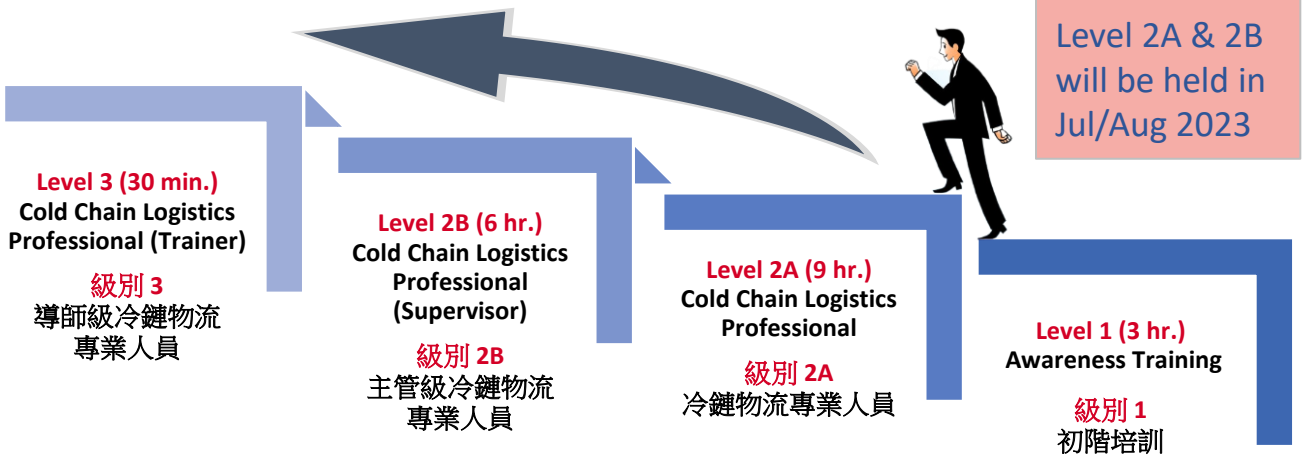 Level 2A & 2B
will be held in
Jul/Aug 2023
Level 3 (30 min.)
Cold Chain Logistics
Professional (Trainer)
級別 3
導師級冷鏈物流
專業人員
Level 2B (6 hr.)
Cold Chain Logistics
Professional
(Supervisor)
級別 2B
主管級冷鏈物流
專業人員
Level 2A (9 hr.)
Cold Chain Logistics
Professional
級別 2A
冷鏈物流專業人員
Level 1 (3 hr.)
Awareness Training
級別 1
初階培訓